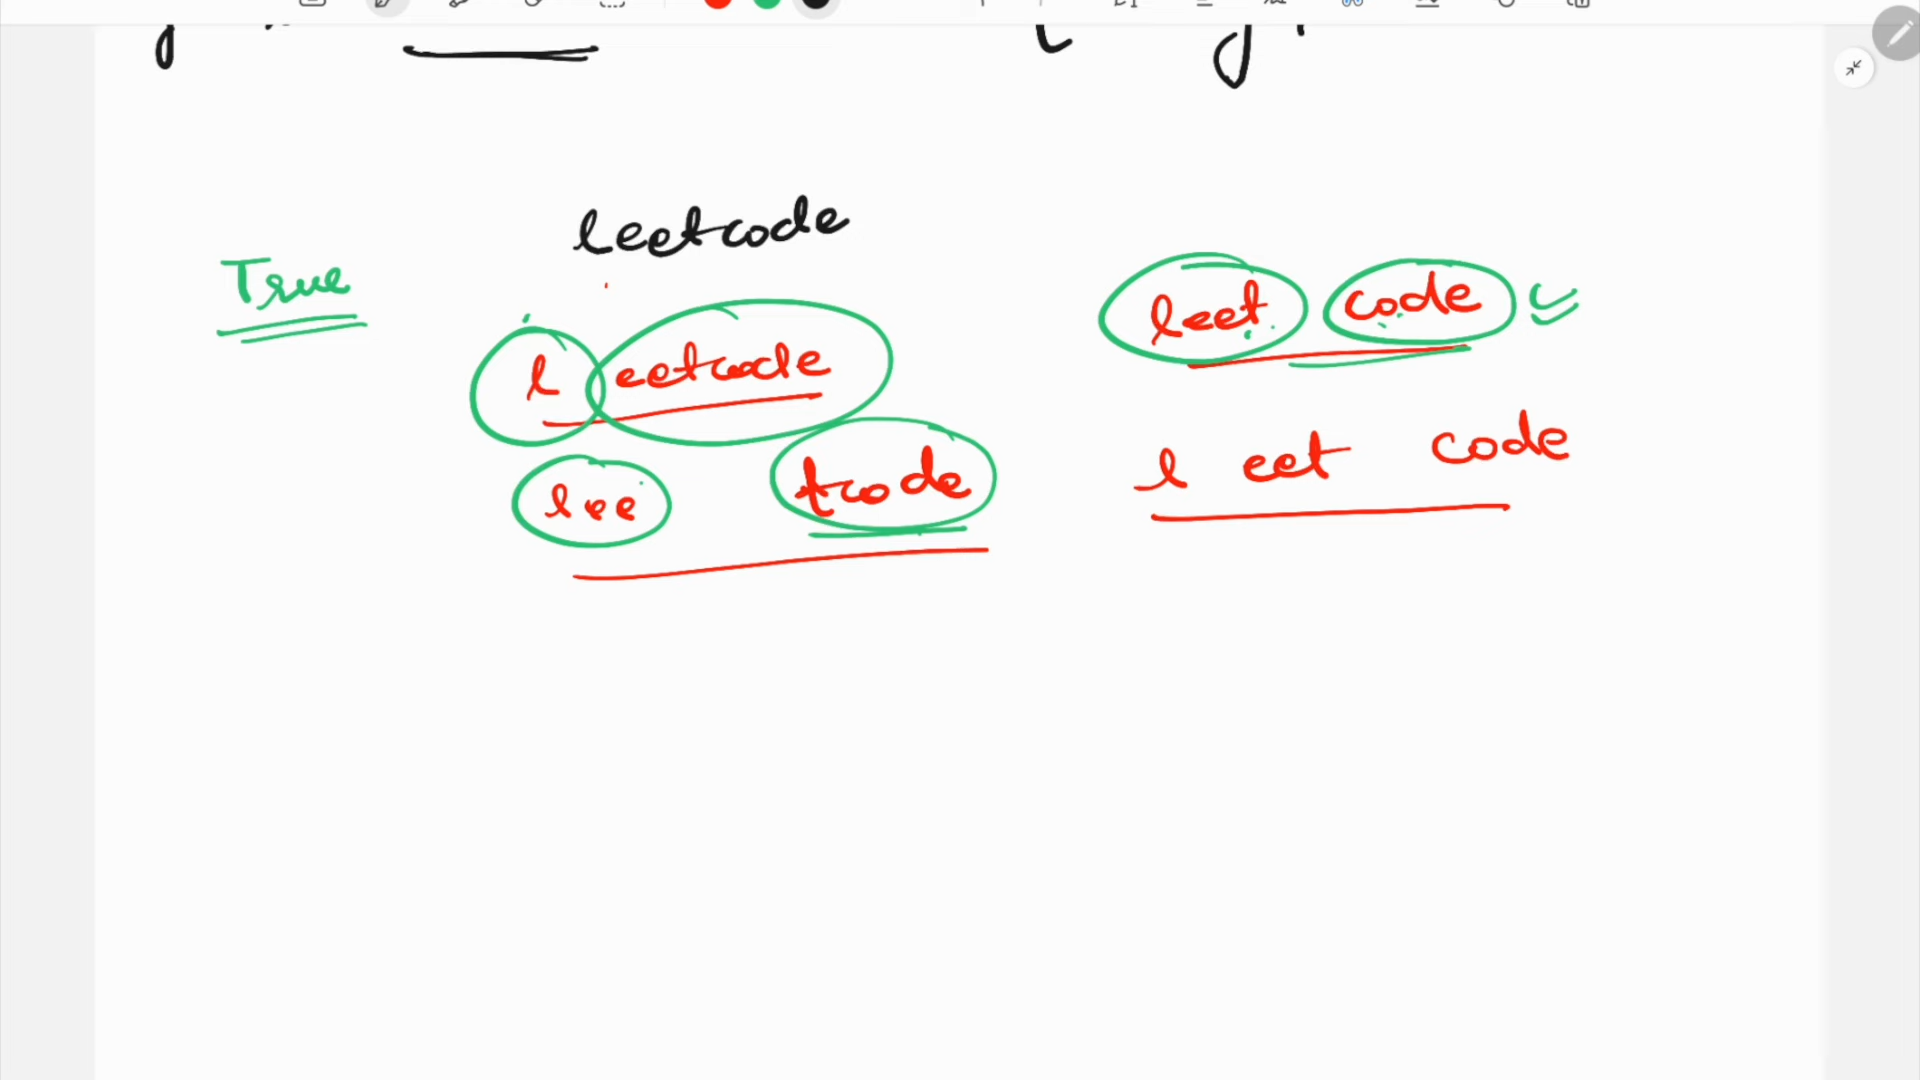 leetcode
True
leet code
l eetcode
l eet code
lee tcode